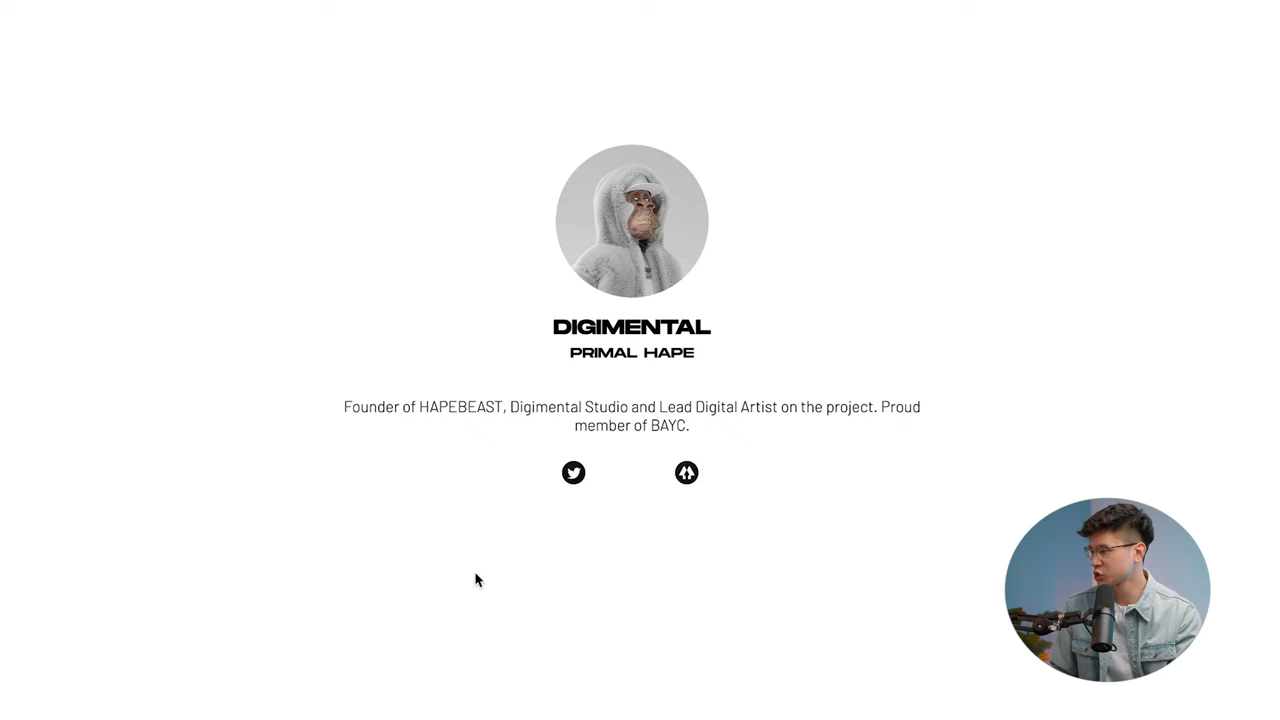 DIGIMENTAL
PRIMAL HAPE
Founder of HAPEBEAST, Digimental Studio and Lead Digital Artist on the project. Proud
member of BAYC.